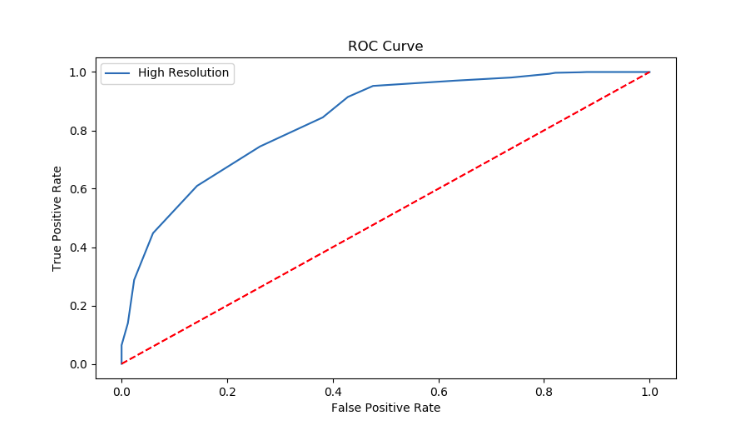 ROC Curve
High Resolution
True Positive Rate
1.0
0.8
0.6
0.4
0.2
0.0
0.0 0.2 0.4 0.6 0.8 1.0
False Positive Rate